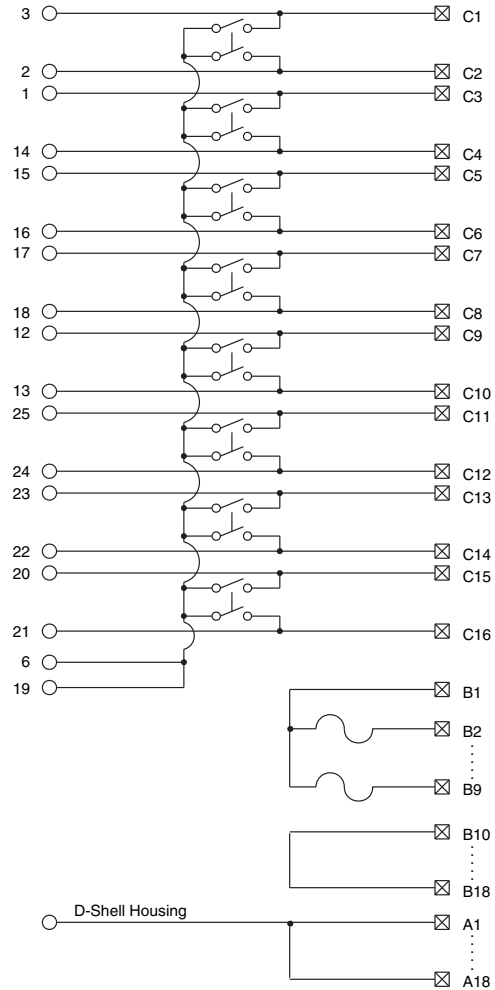 3 C1
2 C2
1 C3
14 C4
15 C5
16 C6
17 C7
18 C8
12 C9
13 C10
25 C11
24 C12
23 C13
22 C14
20 C15
21 C16
6
19
B1
B2
B9
B10
B18
D-Shell Housing A1
A18